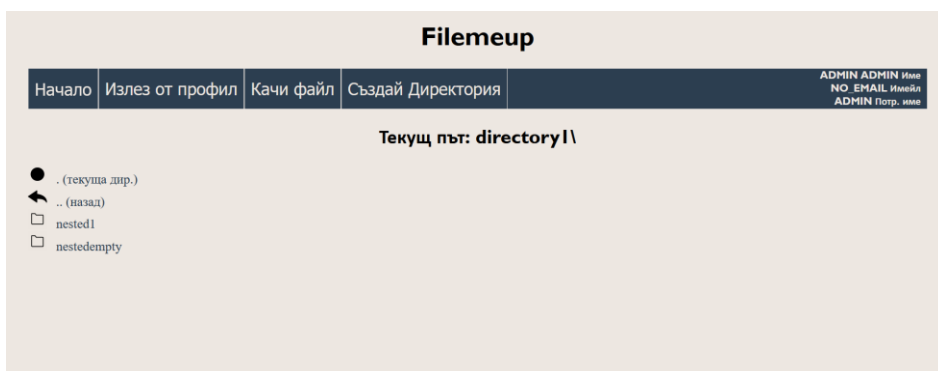 Filemeup
Начало Излез от профил Качи файл Създай Директория
ADMIN ADMIN Име
NO_EMAIL Имейл
ADMIN Потр. име
Текущ път: directory1\
. (текуща дир.)
.. (назад)
nested1
nestedempty